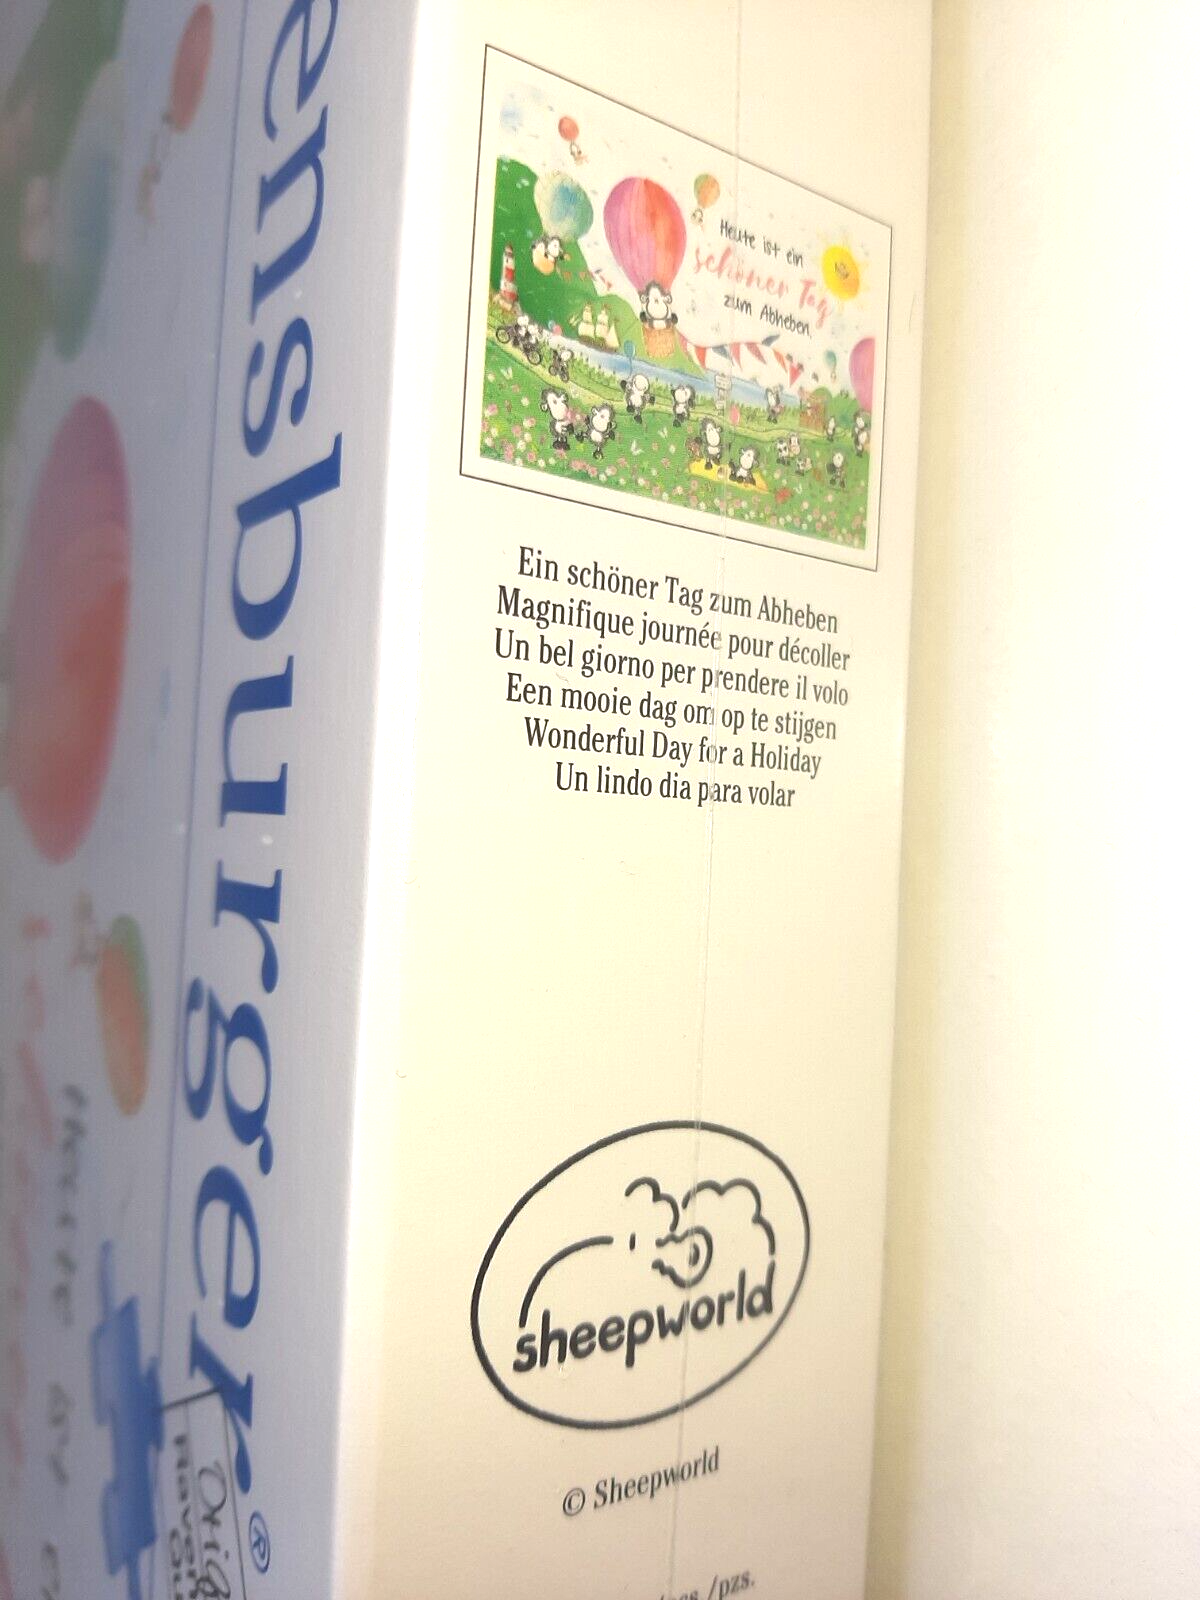 ensburger®
Heute ist ein
schöner Tag
zum Abheben
Ein schöner Tag zum Abheben
Magnifique journée pour décoller
Un bel giorno per prendere il volo
Een mooie dag om op te stijgen
Wonderful Day for a Holiday
Un lindo dia para volar
sheepworld
© Sheepworld
/pzs.